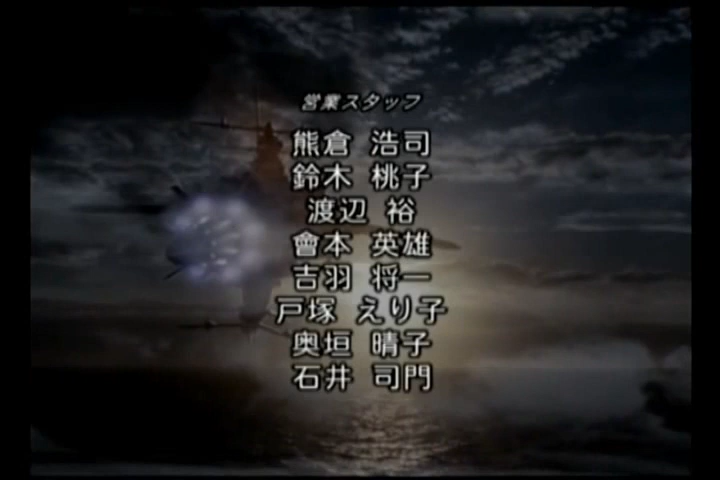 営業スタッフ
熊倉 浩司
鈴木 桃子
渡辺 裕
會本 英雄
吉羽 将一
戸塚 えり子
奥垣 晴子
石井 司門